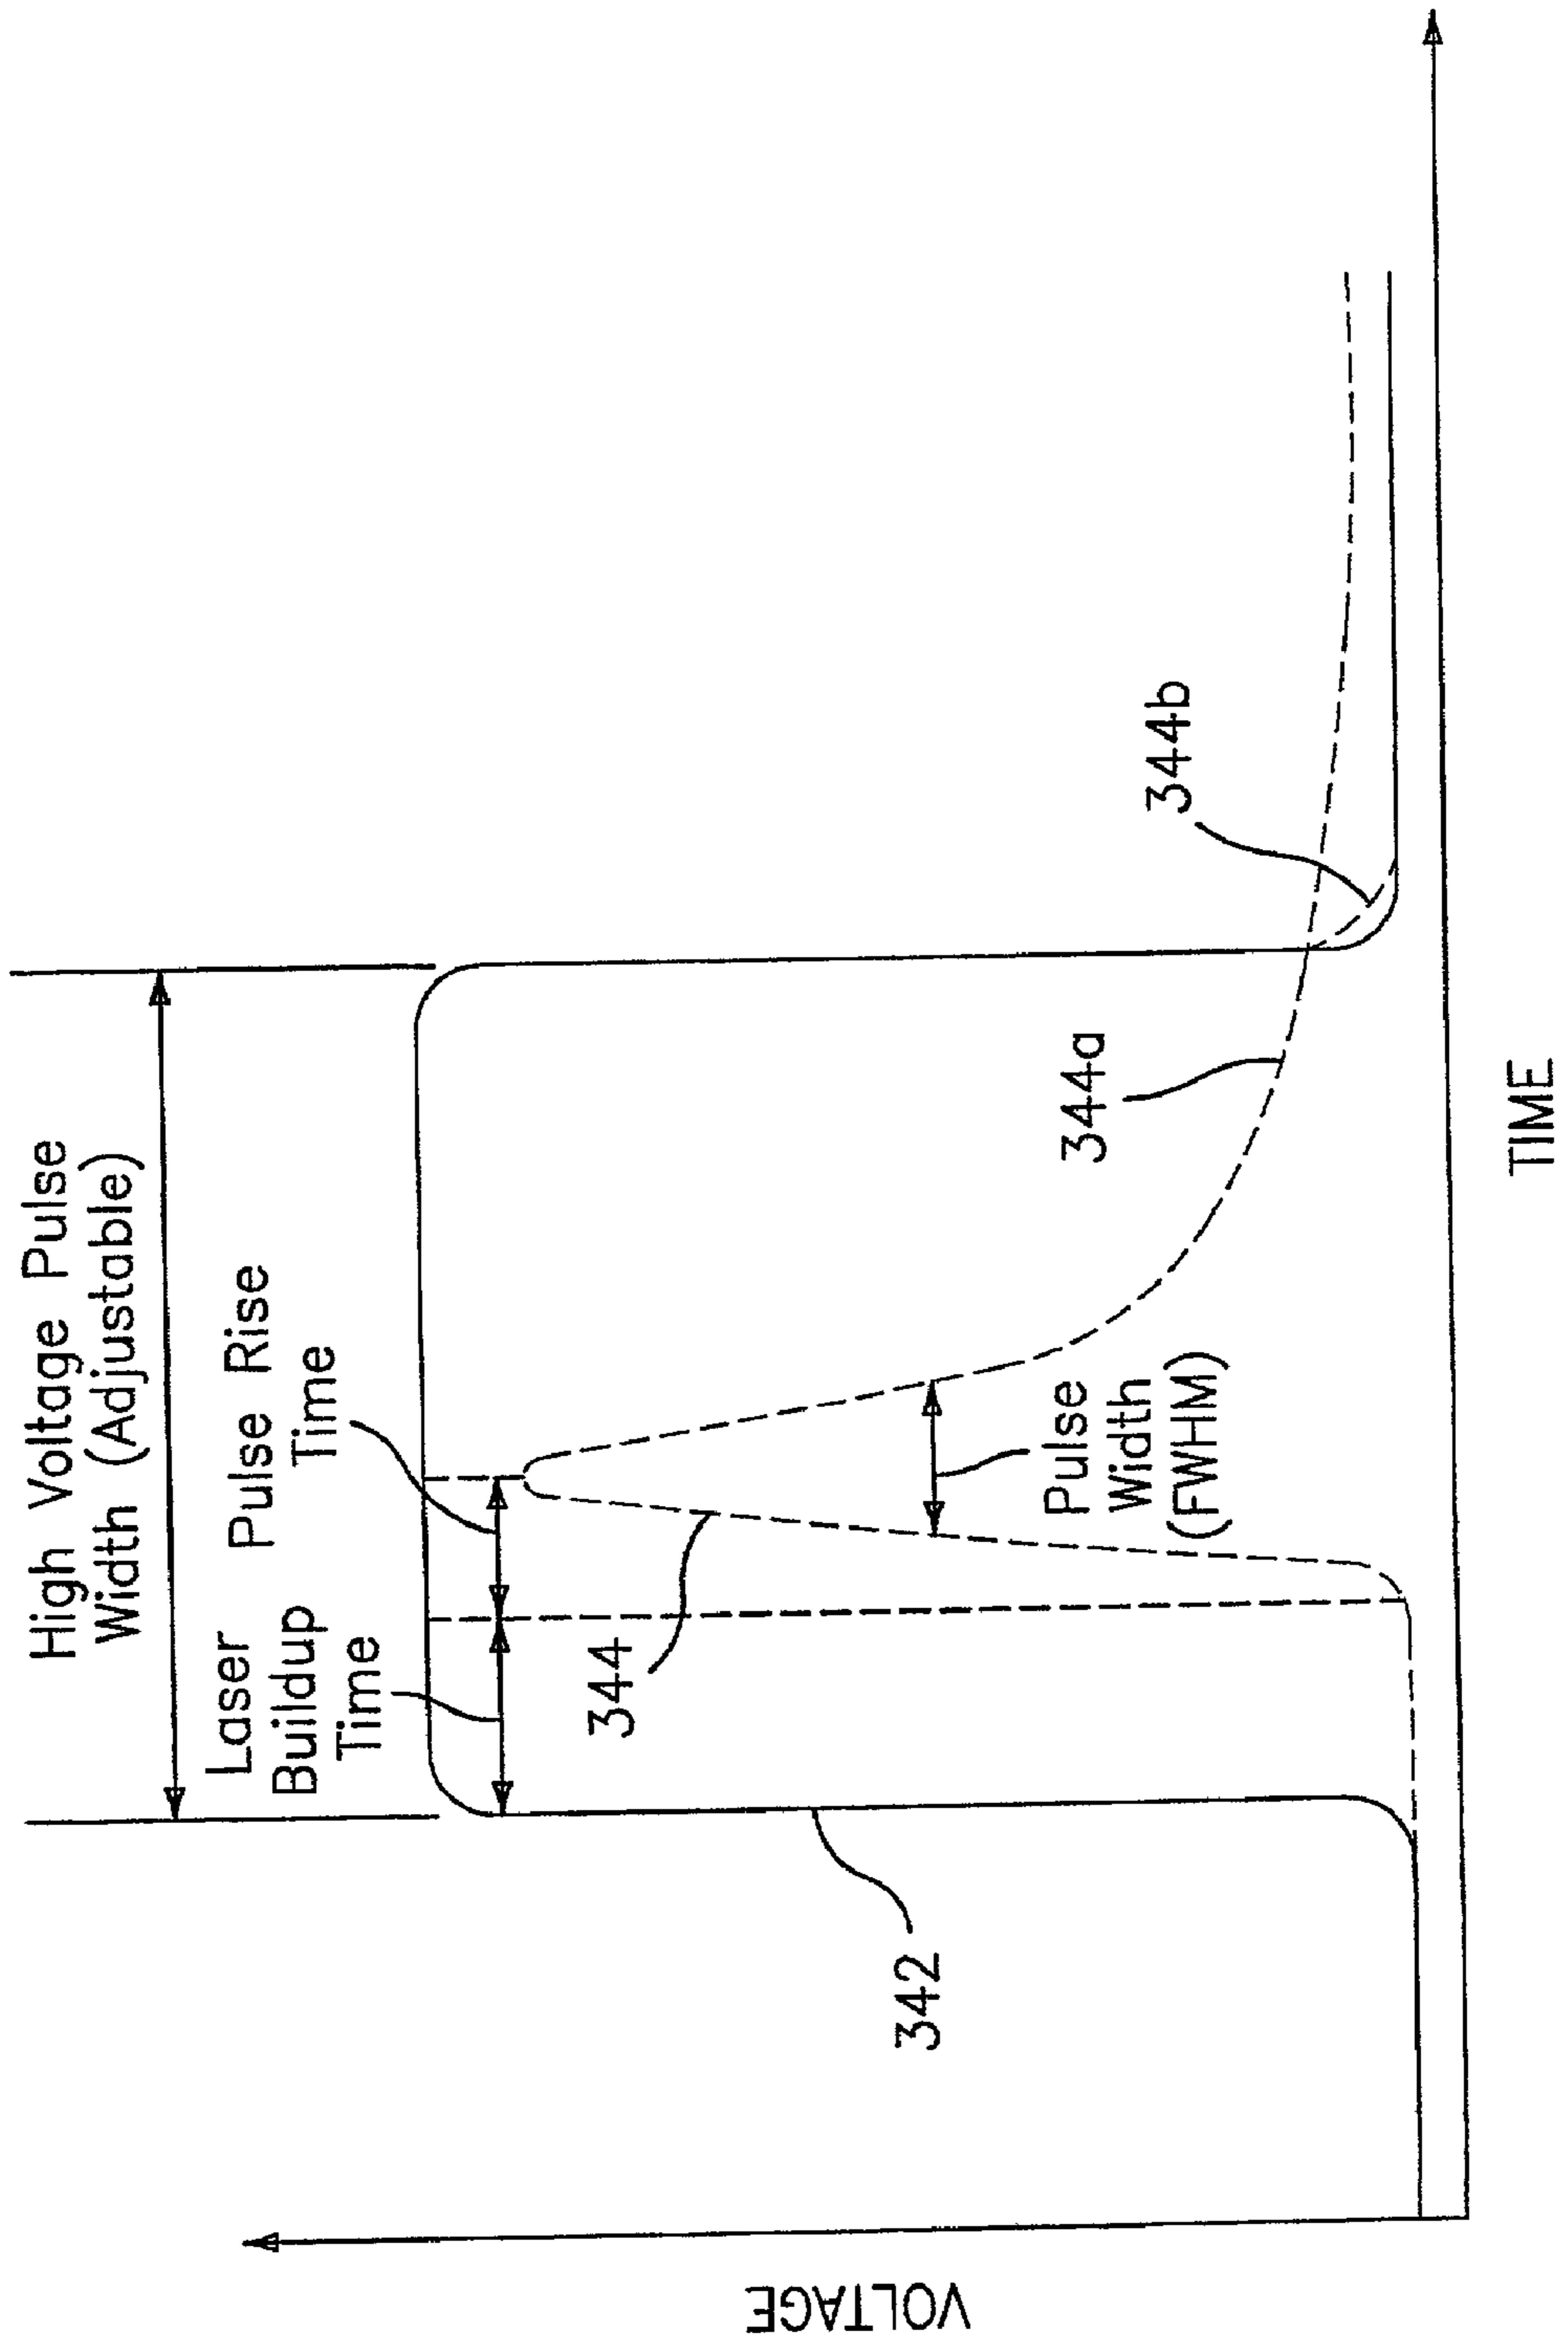 High Voltage Pulse
Width (Adjustable)
Laser
Buildup
Time
Pulse Rise
Time
344
342
Pulse
Width
(FWHM)
344a
344b
VOLTAGE
TIME